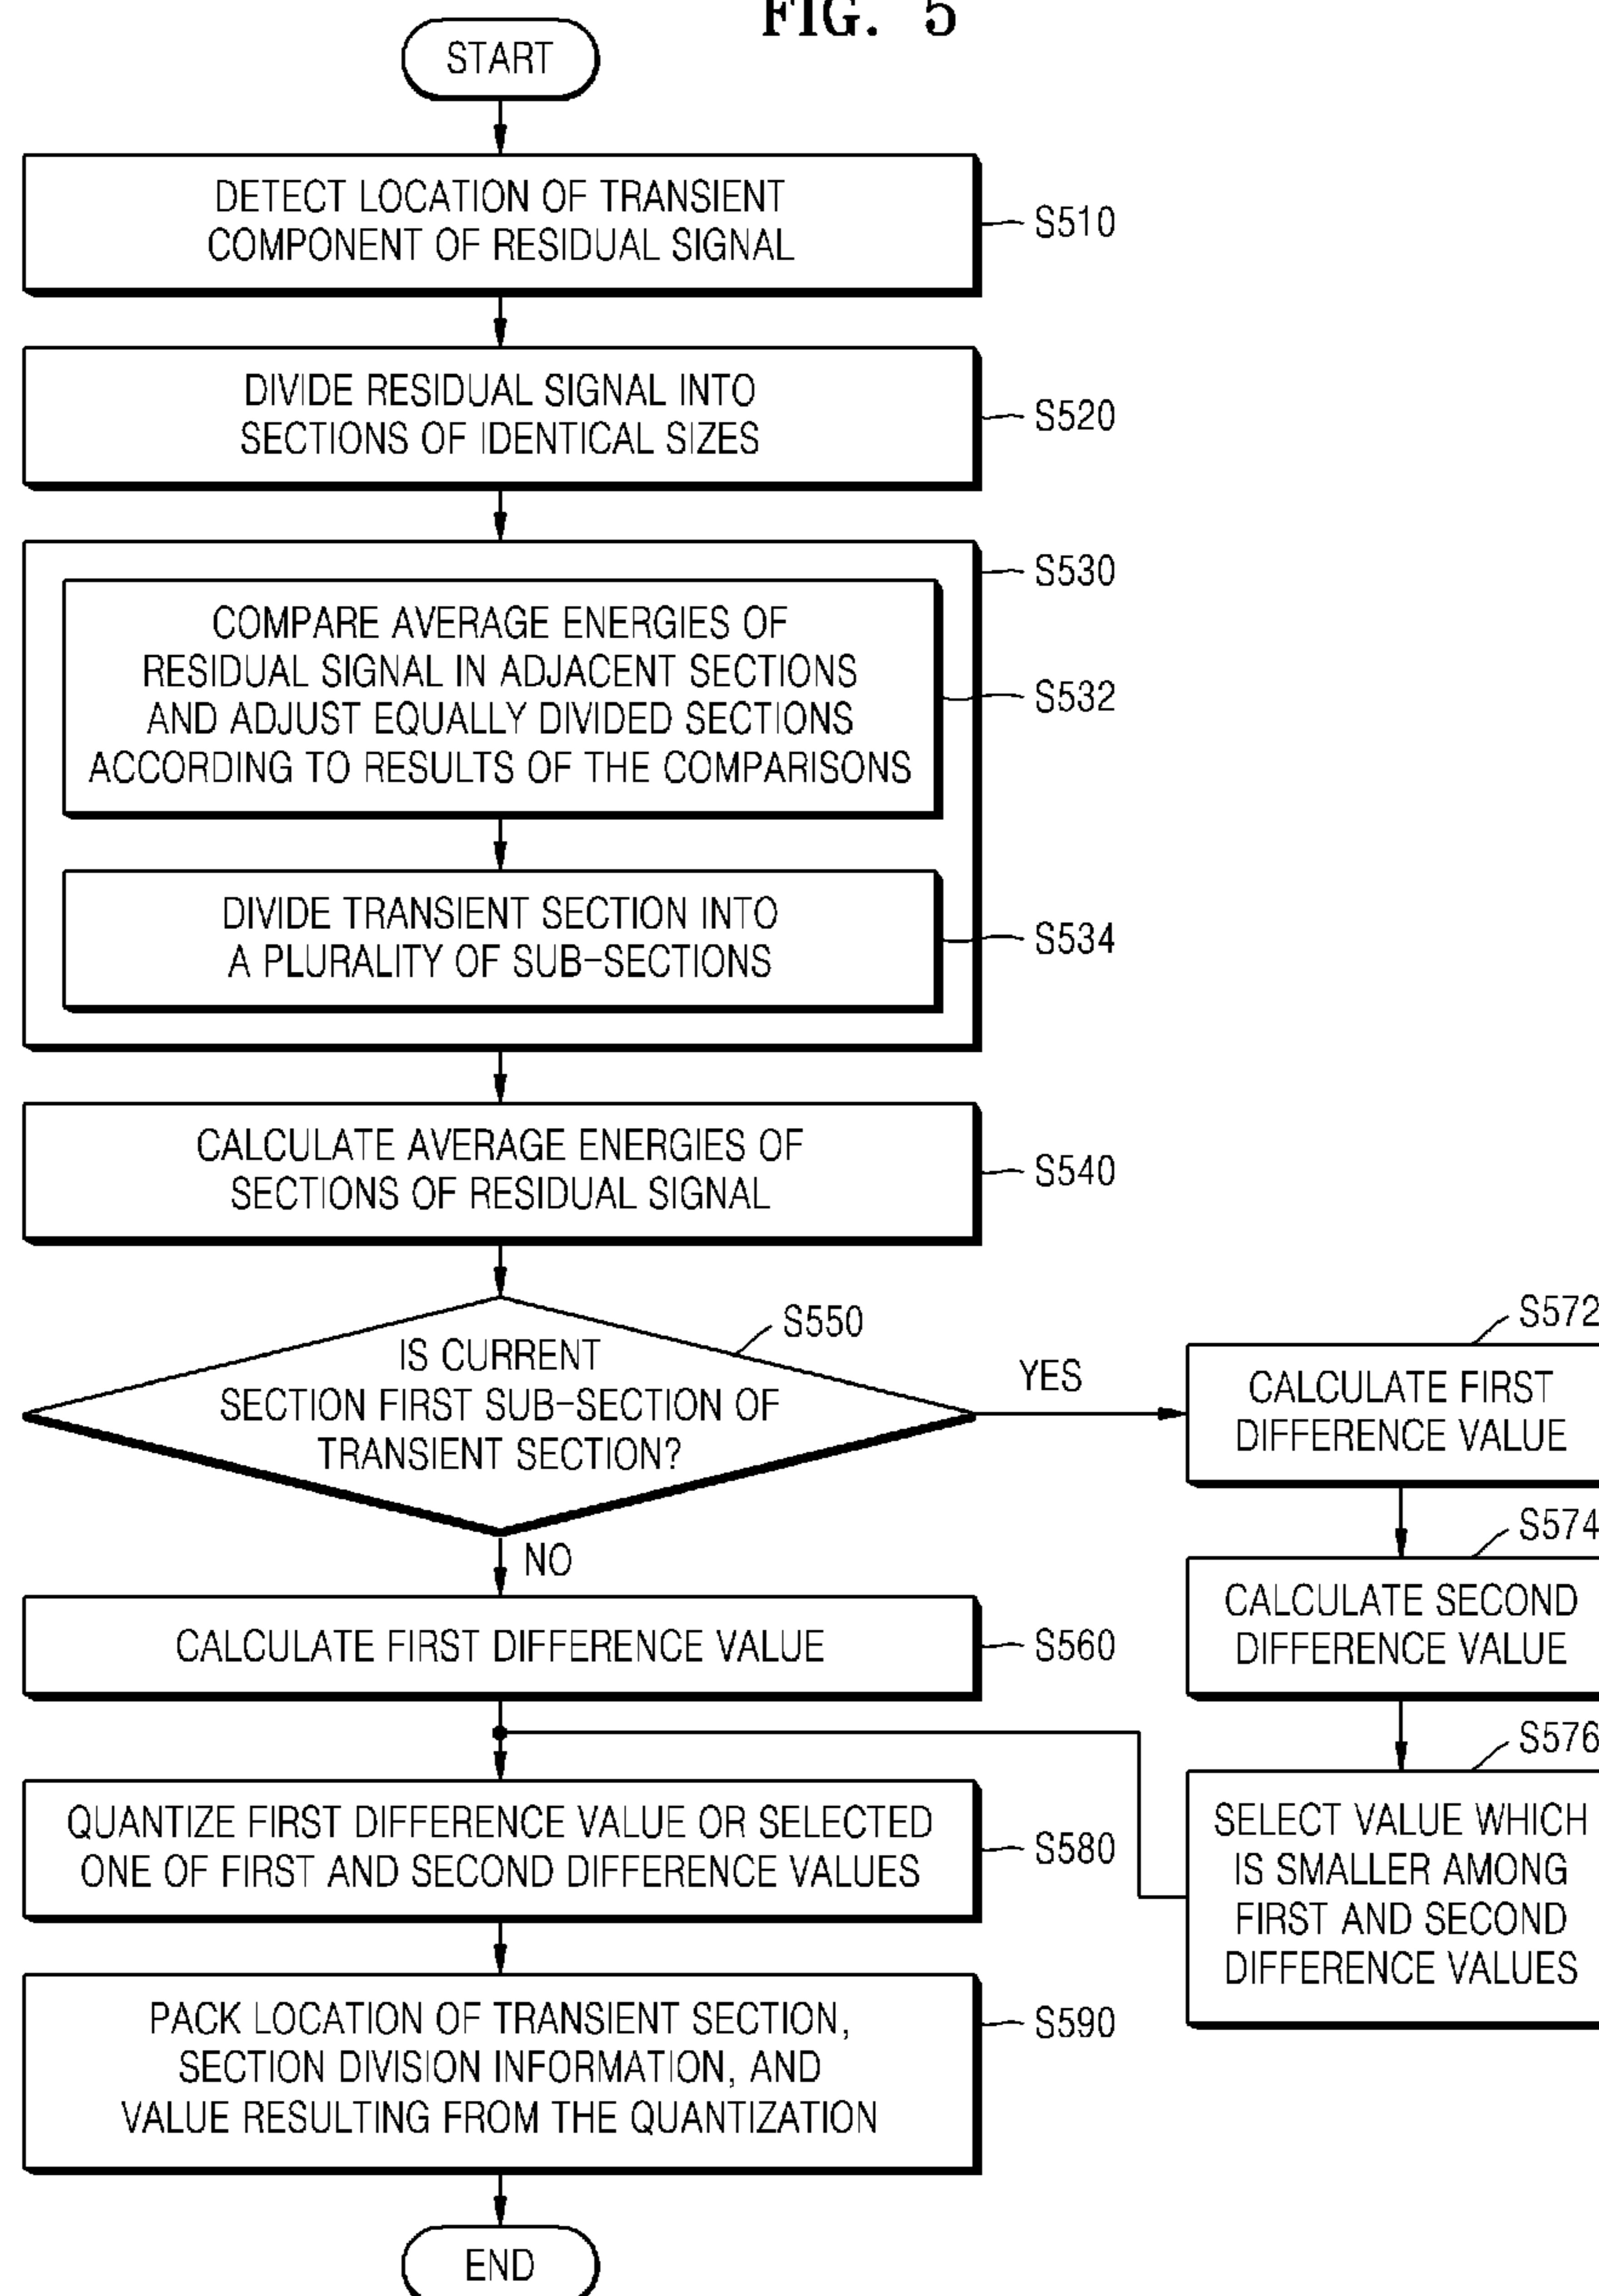 FIG. 5
START
DETECT LOCATION OF TRANSIENT
COMPONENT OF RESIDUAL SIGNAL
S510
DIVIDE RESIDUAL SIGNAL INTO
SECTIONS OF IDENTICAL SIZES
S520
S530
COMPARE AVERAGE ENERGIES OF
RESIDUAL SIGNAL IN ADJACENT SECTIONS
AND ADJUST EQUALLY DIVIDED SECTIONS
ACCORDING TO RESULTS OF THE COMPARISONS
S532
DIVIDE TRANSIENT SECTION INTO
A PLURALITY OF SUB-SECTIONS
S534
CALCULATE AVERAGE ENERGIES OF
SECTIONS OF RESIDUAL SIGNAL
S540
S550
IS CURRENT
SECTION FIRST SUB-SECTION OF
TRANSIENT SECTION?
YES
NO
S572
CALCULATE FIRST
DIFFERENCE VALUE
S574
CALCULATE SECOND
DIFFERENCE VALUE
S576
SELECT VALUE WHICH
IS SMALLER AMONG
FIRST AND SECOND
DIFFERENCE VALUES
CALCULATE FIRST DIFFERENCE VALUE
S560
QUANTIZE FIRST DIFFERENCE VALUE OR SELECTED
ONE OF FIRST AND SECOND DIFFERENCE VALUES
S580
PACK LOCATION OF TRANSIENT SECTION,
SECTION DIVISION INFORMATION, AND
VALUE RESULTING FROM THE QUANTIZATION
S590
END